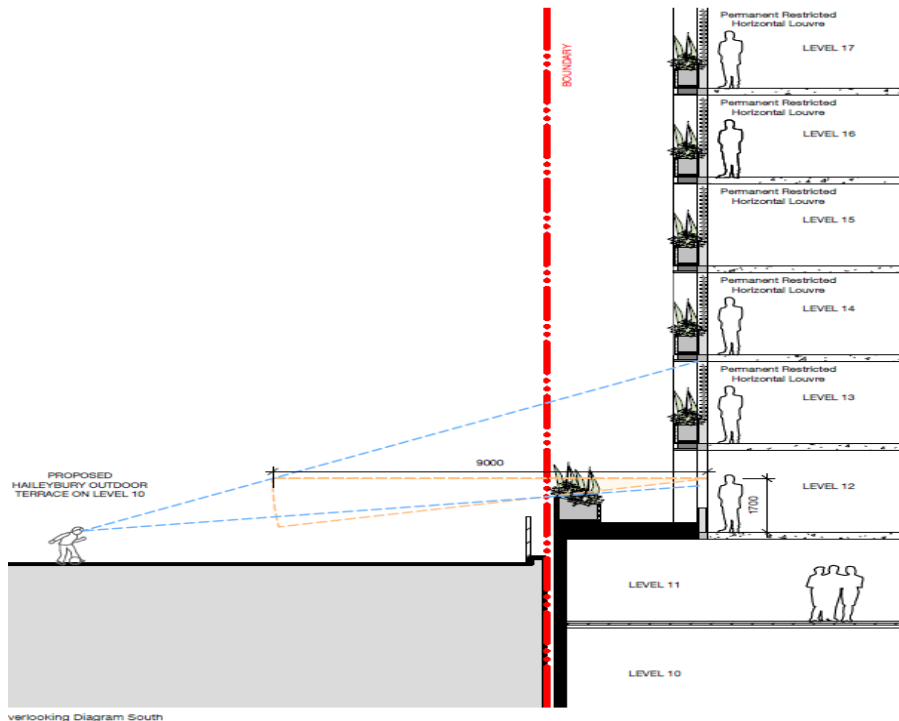 Permanent Restricted
Horizontal Louvre
LEVEL 17
BOUNDARY
Permanent Restricted
Horizontal Louvre
LEVEL 16
Permanent Restricted
Horizontal Louvre
LEVEL 15
Permanent Restricted
Horizontal Louvre
LEVEL 14
Permanent Restricted
Horizontal Louvre
LEVEL 13
9000
PROPOSED
HAILEYBURY OUTDOOR
TERRACE ON LEVEL 10
LEVEL 12
1700
LEVEL 11
LEVEL 10
verlooking Diagram South